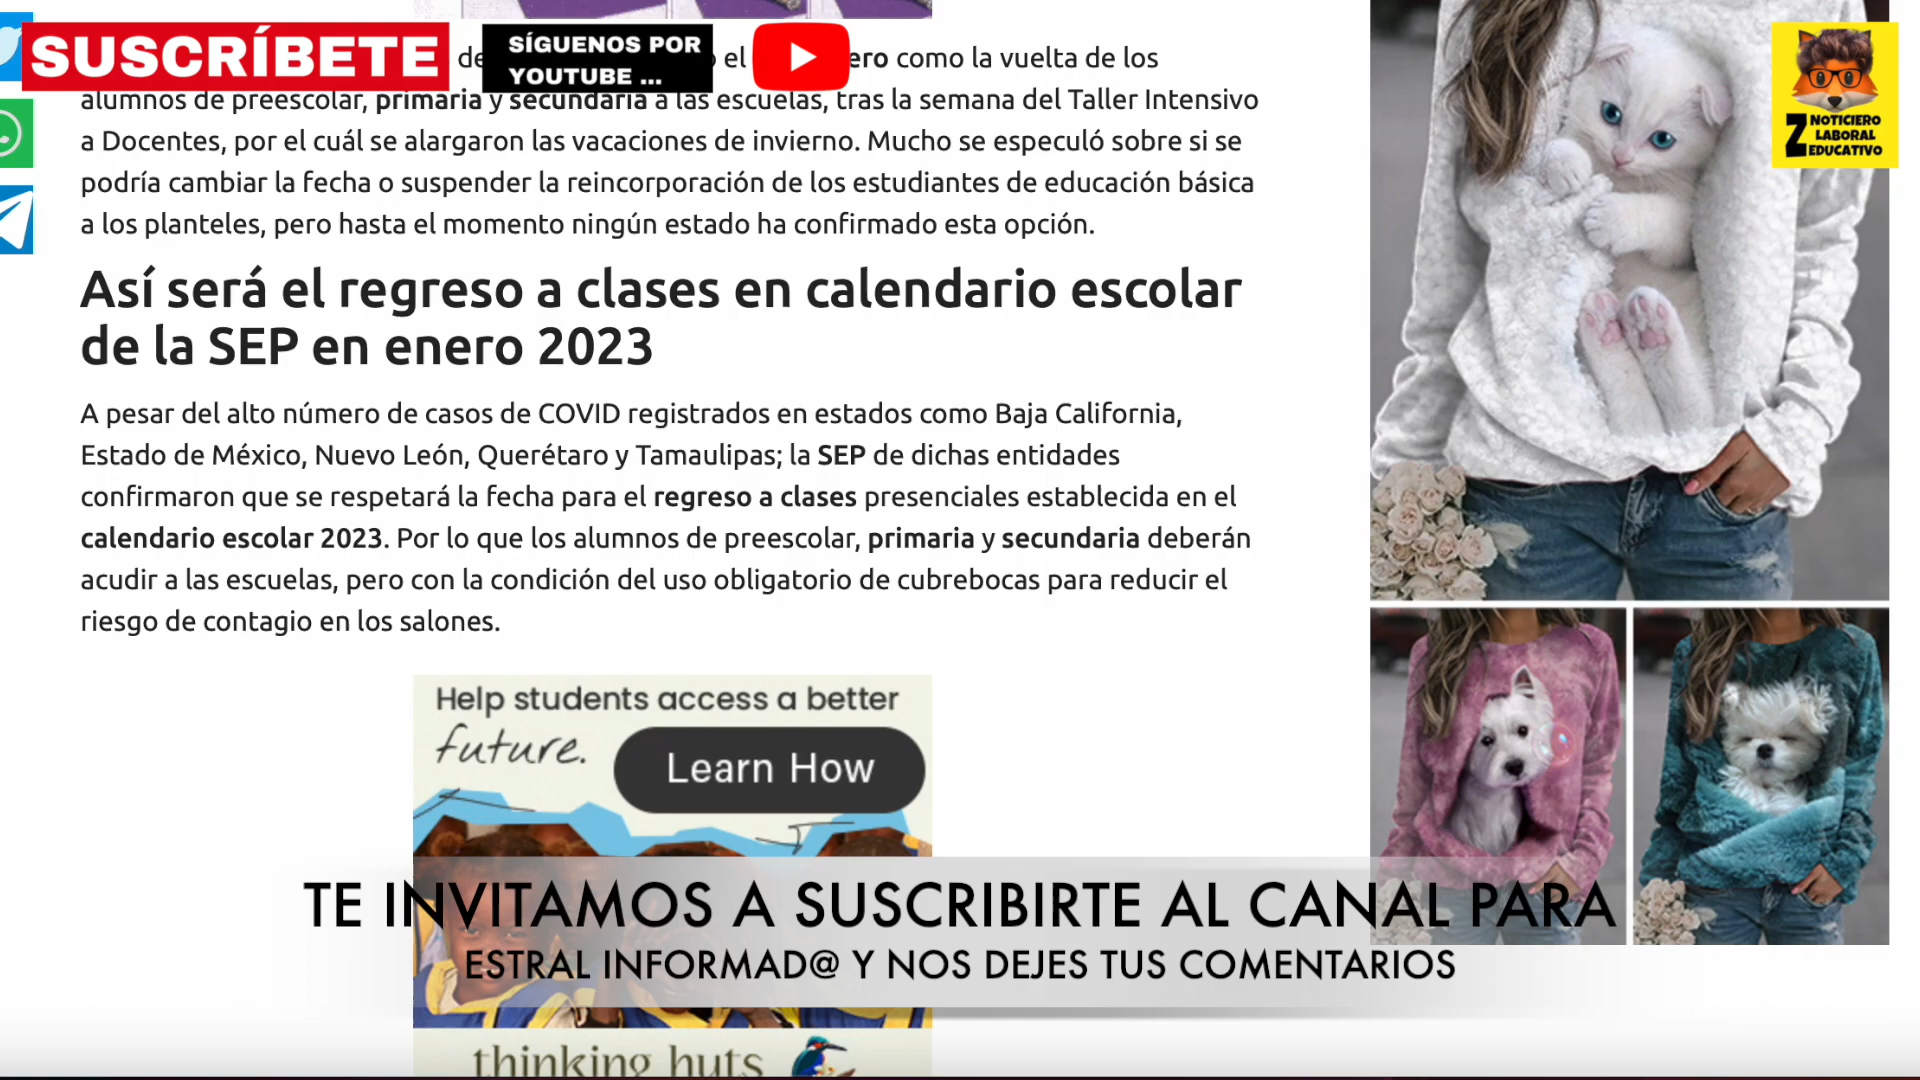 SUSCRÍBETE
SÍGUENOS POR
YOUTUBE ...
de el ero como la vuelta de los
alumnos de preescolar, primaria y secundaria a las escuelas, tras la semana del Taller Intensivo
a Docentes, por el cuál se alargaron las vacaciones de invierno. Mucho se especuló sobre si se
podría cambiar la fecha o suspender la reincorporación de los estudiantes de educación básica
a los planteles, pero hasta el momento ningún estado ha confirmado esta opción.
Así será el regreso a clases en calendario escolar
de la SEP en enero 2023
A pesar del alto número de casos de COVID registrados en estados como Baja California,
Estado de México, Nuevo León, Querétaro y Tamaulipas; la SEP de dichas entidades
confirmaron que se respetará la fecha para el regreso a clases presenciales establecida en el
calendario escolar 2023. Por lo que los alumnos de preescolar, primaria y secundaria deberán
acudir a las escuelas, pero con la condición del uso obligatorio de cubrebocas para reducir el
riesgo de contagio en los salones.
Z NOTICIERO
LABORAL
EDUCATIVO
Help students access a better
future.
Learn How
TE INVITAMOS A SUSCRIBIRTE AL CANAL PARA
ESTRAL INFORMAD@ Y NOS DEJES TUS COMENTARIOS
thinking huts